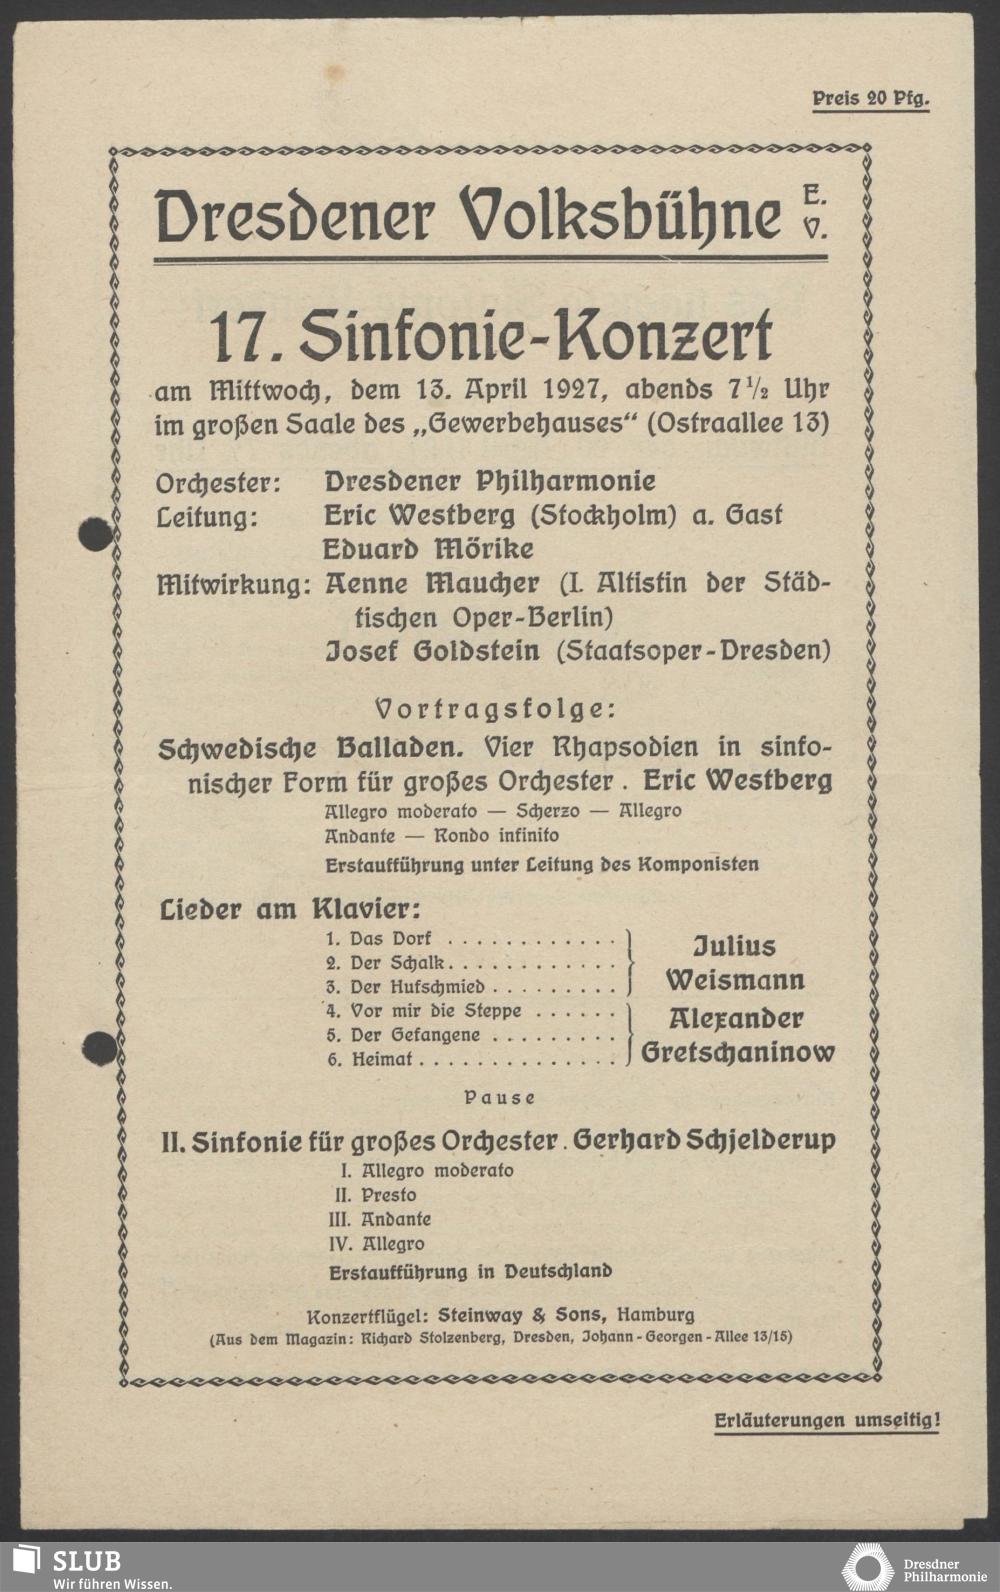 Preis 20 Pfg.
Dresdener Volksbühne E. V.
17. Sinfonie-Konzert
am Mittwoch, dem 13. April 1927, abends 7 1/2 Uhr
im großen Saale des „Gewerbehauses“ (Ostraallee 13)
Orchester: Dresdener Philharmonie
Leitung: Eric Westberg (Stockholm) a. Gast
Eduard Mörike
Mitwirkung: Aenne Maucher (I. Altistin der Städ-
tischen Oper-Berlin)
Josef Goldstein (Staatsoper-Dresden)
Vortragsfolge:
Schwedische Balladen. Vier Rhapsodien in sinfo-
nischer Form für großes Orchester . Eric Westberg
Allegro moderato — Scherzo — Allegro
Andante — Rondo infinito
Erstaufführung unter Leitung des Komponisten
Lieder am Klavier:
1. Das Dorf . . . . . . . . . . . .
2. Der Schalk . . . . . . . . . . . .
3. Der Hufschmied . . . . . . . . .
Julius
Weismann
4. Vor mir die Steppe . . . . . .
5. Der Gefangene . . . . . . . . .
6. Heimat . . . . . . . . . . . . . .
Alexander
Gretschaninow
Pause
II. Sinfonie für großes Orchester . Gerhard Schjelderup
I. Allegro moderato
II. Presto
III. Andante
IV. Allegro
Erstaufführung in Deutschland
Konzertflügel: Steinway & Sons, Hamburg
(Aus dem Magazin: Richard Stolzenberg, Dresden, Johann-Georgen-Allee 13/15)
Erläuterungen umseitig!
SLUB
Wir führen Wissen.
Dresdner
Philharmonie